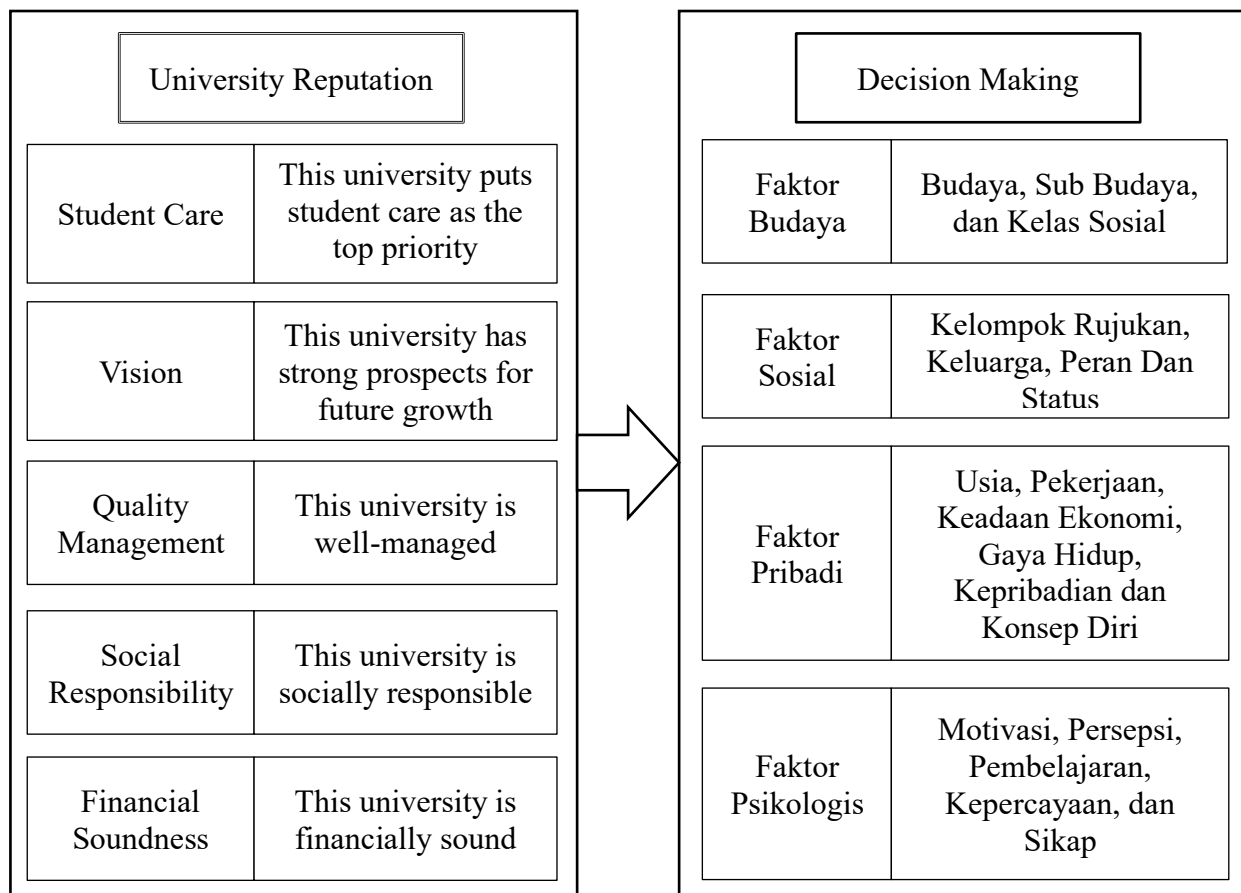 University Reputation
Student Care
This university puts
student care as the
top priority
Vision
This university has
strong prospects for
future growth
Quality
Management
This university is
well-managed
Social
Responsibility
This university is
socially responsible
Financial
Soundness
This university is
financially sound
Decision Making
Faktor
Budaya
Budaya, Sub Budaya,
dan Kelas Sosial
Faktor
Sosial
Kelompok Rujukan,
Keluarga, Peran Dan
Status
Faktor
Pribadi
Usia, Pekerjaan,
Keadaan Ekonomi,
Gaya Hidup,
Kepribadian dan
Konsep Diri
Faktor
Psikologis
Motivasi, Persepsi,
Pembelajaran,
Kepercayaan, dan
Sikap